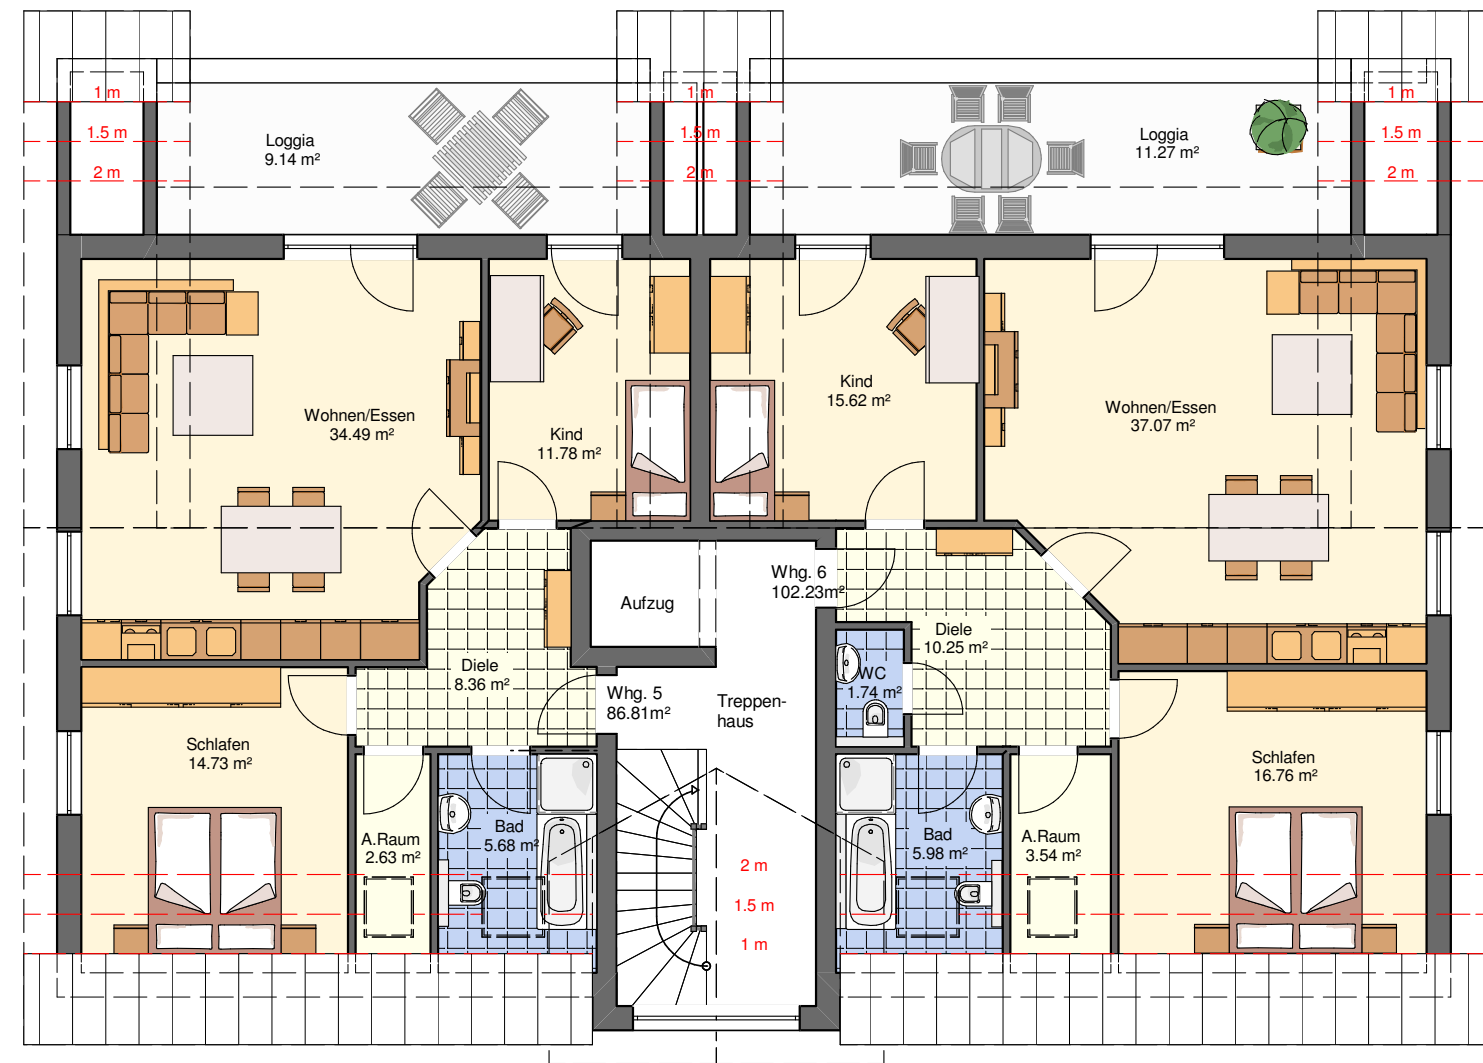 1 m
1 m
1 m
1.5 m
1.5 m
1.5 m
2 m
2 m
2 m
Loggia
9.14 m²
Loggia
11.27 m²
Wohnen/Essen
34.49 m²
Kind
11.78 m²
Kind
15.62 m²
Wohnen/Essen
37.07 m²
Aufzug
Whg. 6
102.23m²
Diele
8.36 m²
Whg. 5
86.81m²
Treppen-
haus
WC
1.74 m²
Diele
10.25 m²
Schlafen
14.73 m²
A.Raum
2.63 m²
Bad
5.68 m²
2 m
1.5 m
1 m
Bad
5.98 m²
A.Raum
3.54 m²
Schlafen
16.76 m²